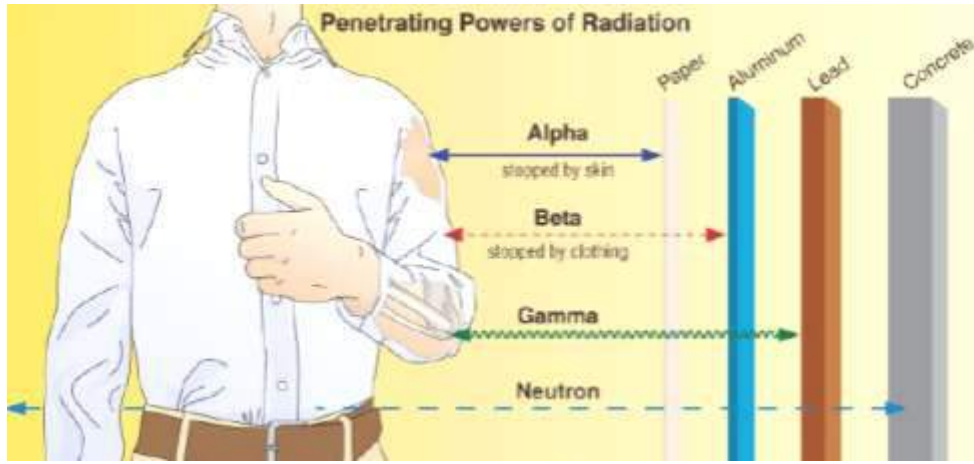 Penetrating Powers of Radiation
Paper
Aluminum
Lead
Concrete
Alpha
stopped by skin
Beta
stopped by clothing
Gamma
Neutron